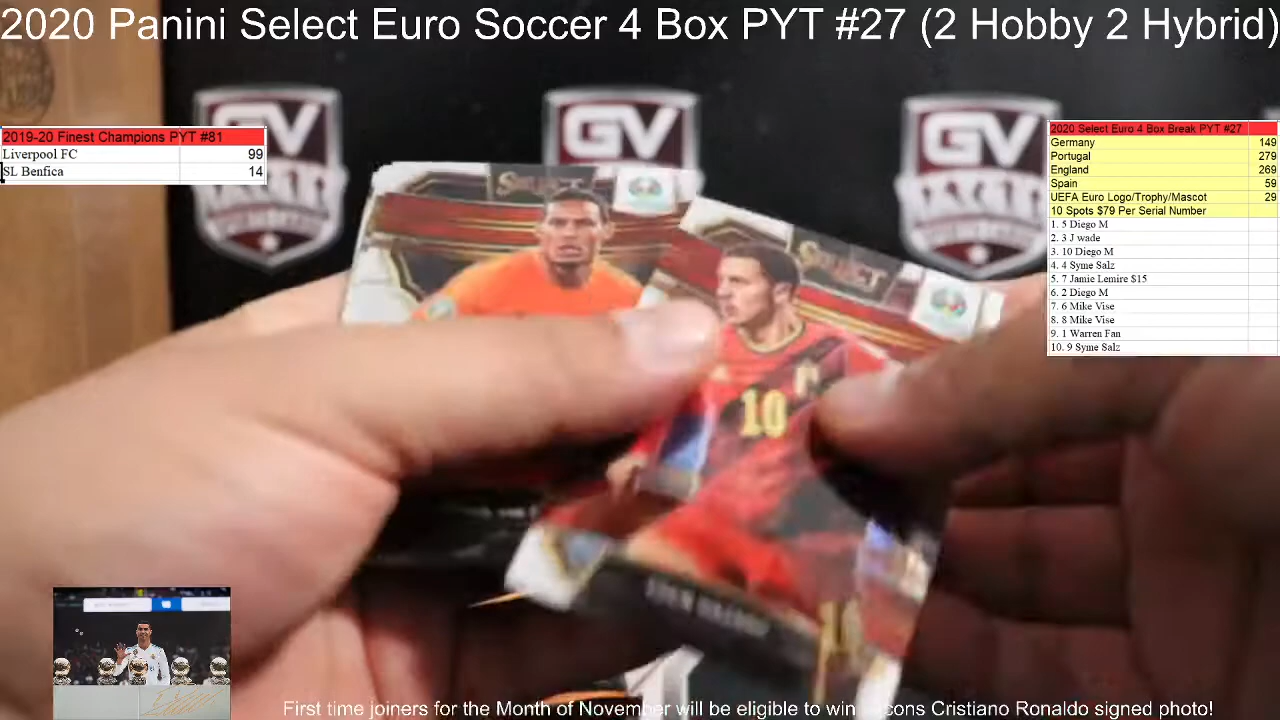 2020 Panini Select Euro Soccer 4 Box PYT #27 (2 Hobby 2 Hybrid)
GV
GV
GV
2019-20 Finest Champions PYT #81
Liverpool FC 99
SL Benfica 14
2020 Select Euro 4 Box Break PYT #27
Germany 149
Portugal 279
England 269
Spain 59
UEFA Euro Logo/Trophy/Mascot 29
10 Spots $79 Per Serial Number
1. 5 Diego M
2. 3 J wade
3. 10 Diego M
4. 4 Syme Salz
5. 7 Jamie Lemire $15
6. 2 Diego M
7. 6 Mike Vise
8. 8 Mike Vise
9. 1 Warren Fan
10. 9 Syme Salz
SELECT
SELECT
10
EDEN HAZARD
10
First time joiners for the Month of November will be eligible to win Icons Cristiano Ronaldo signed photo!